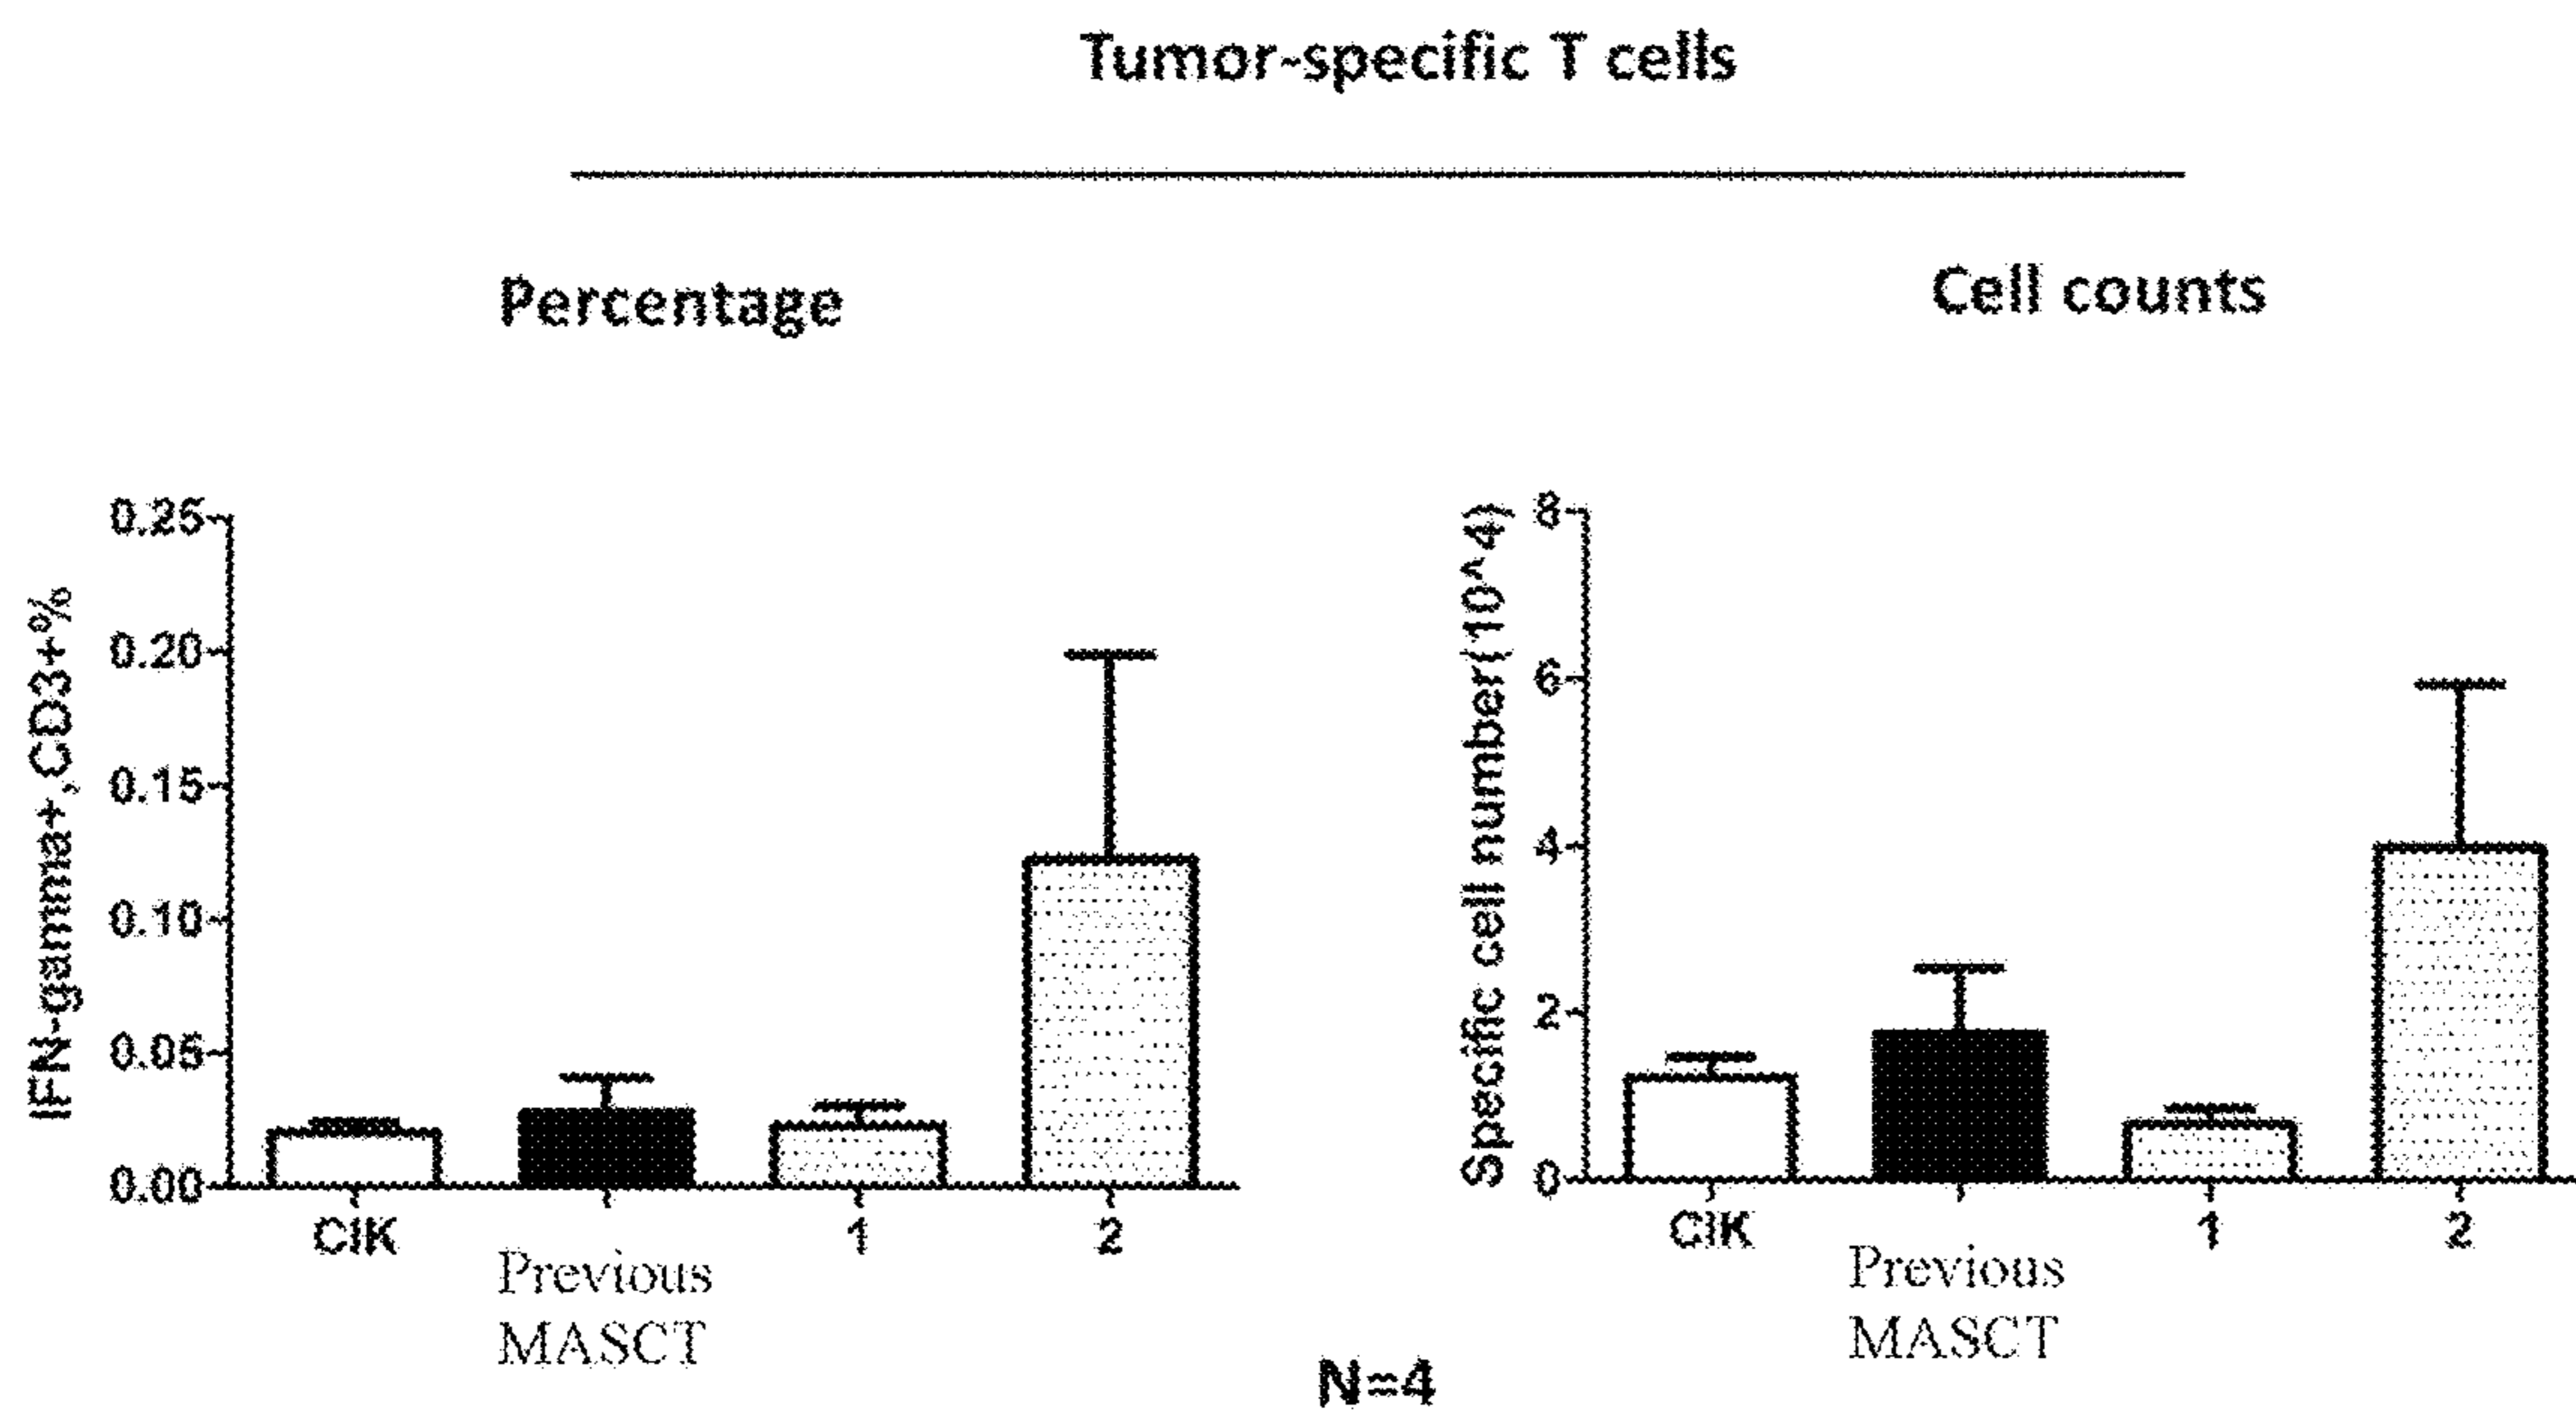 Tumor-specific T cells
Percentage
Cell counts
IFN-gamma+,CD3+%
0.25
0.20
0.15
0.10
0.05
0.00
CIK
Previous
MASCT
1
2
Specific cell number(10^4)
8
6
4
2
0
CIK
Previous
MASCT
1
2
N=4